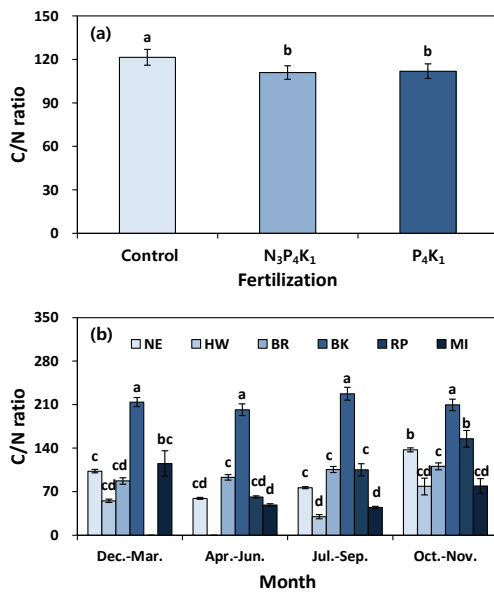 150
120
90
60
30
0
C/N ratio
(a)
a
b
b
Control
N₃P₄K₁
P₄K₁
Fertilization
350
280
210
140
70
0
C/N ratio
(b)
NE HW BR BK RP MI
c cd cd a bc
cd c a cd d
c d c a c d
b cd c a b cd
Dec.-Mar. Apr.-Jun. Jul.-Sep. Oct.-Nov.
Month